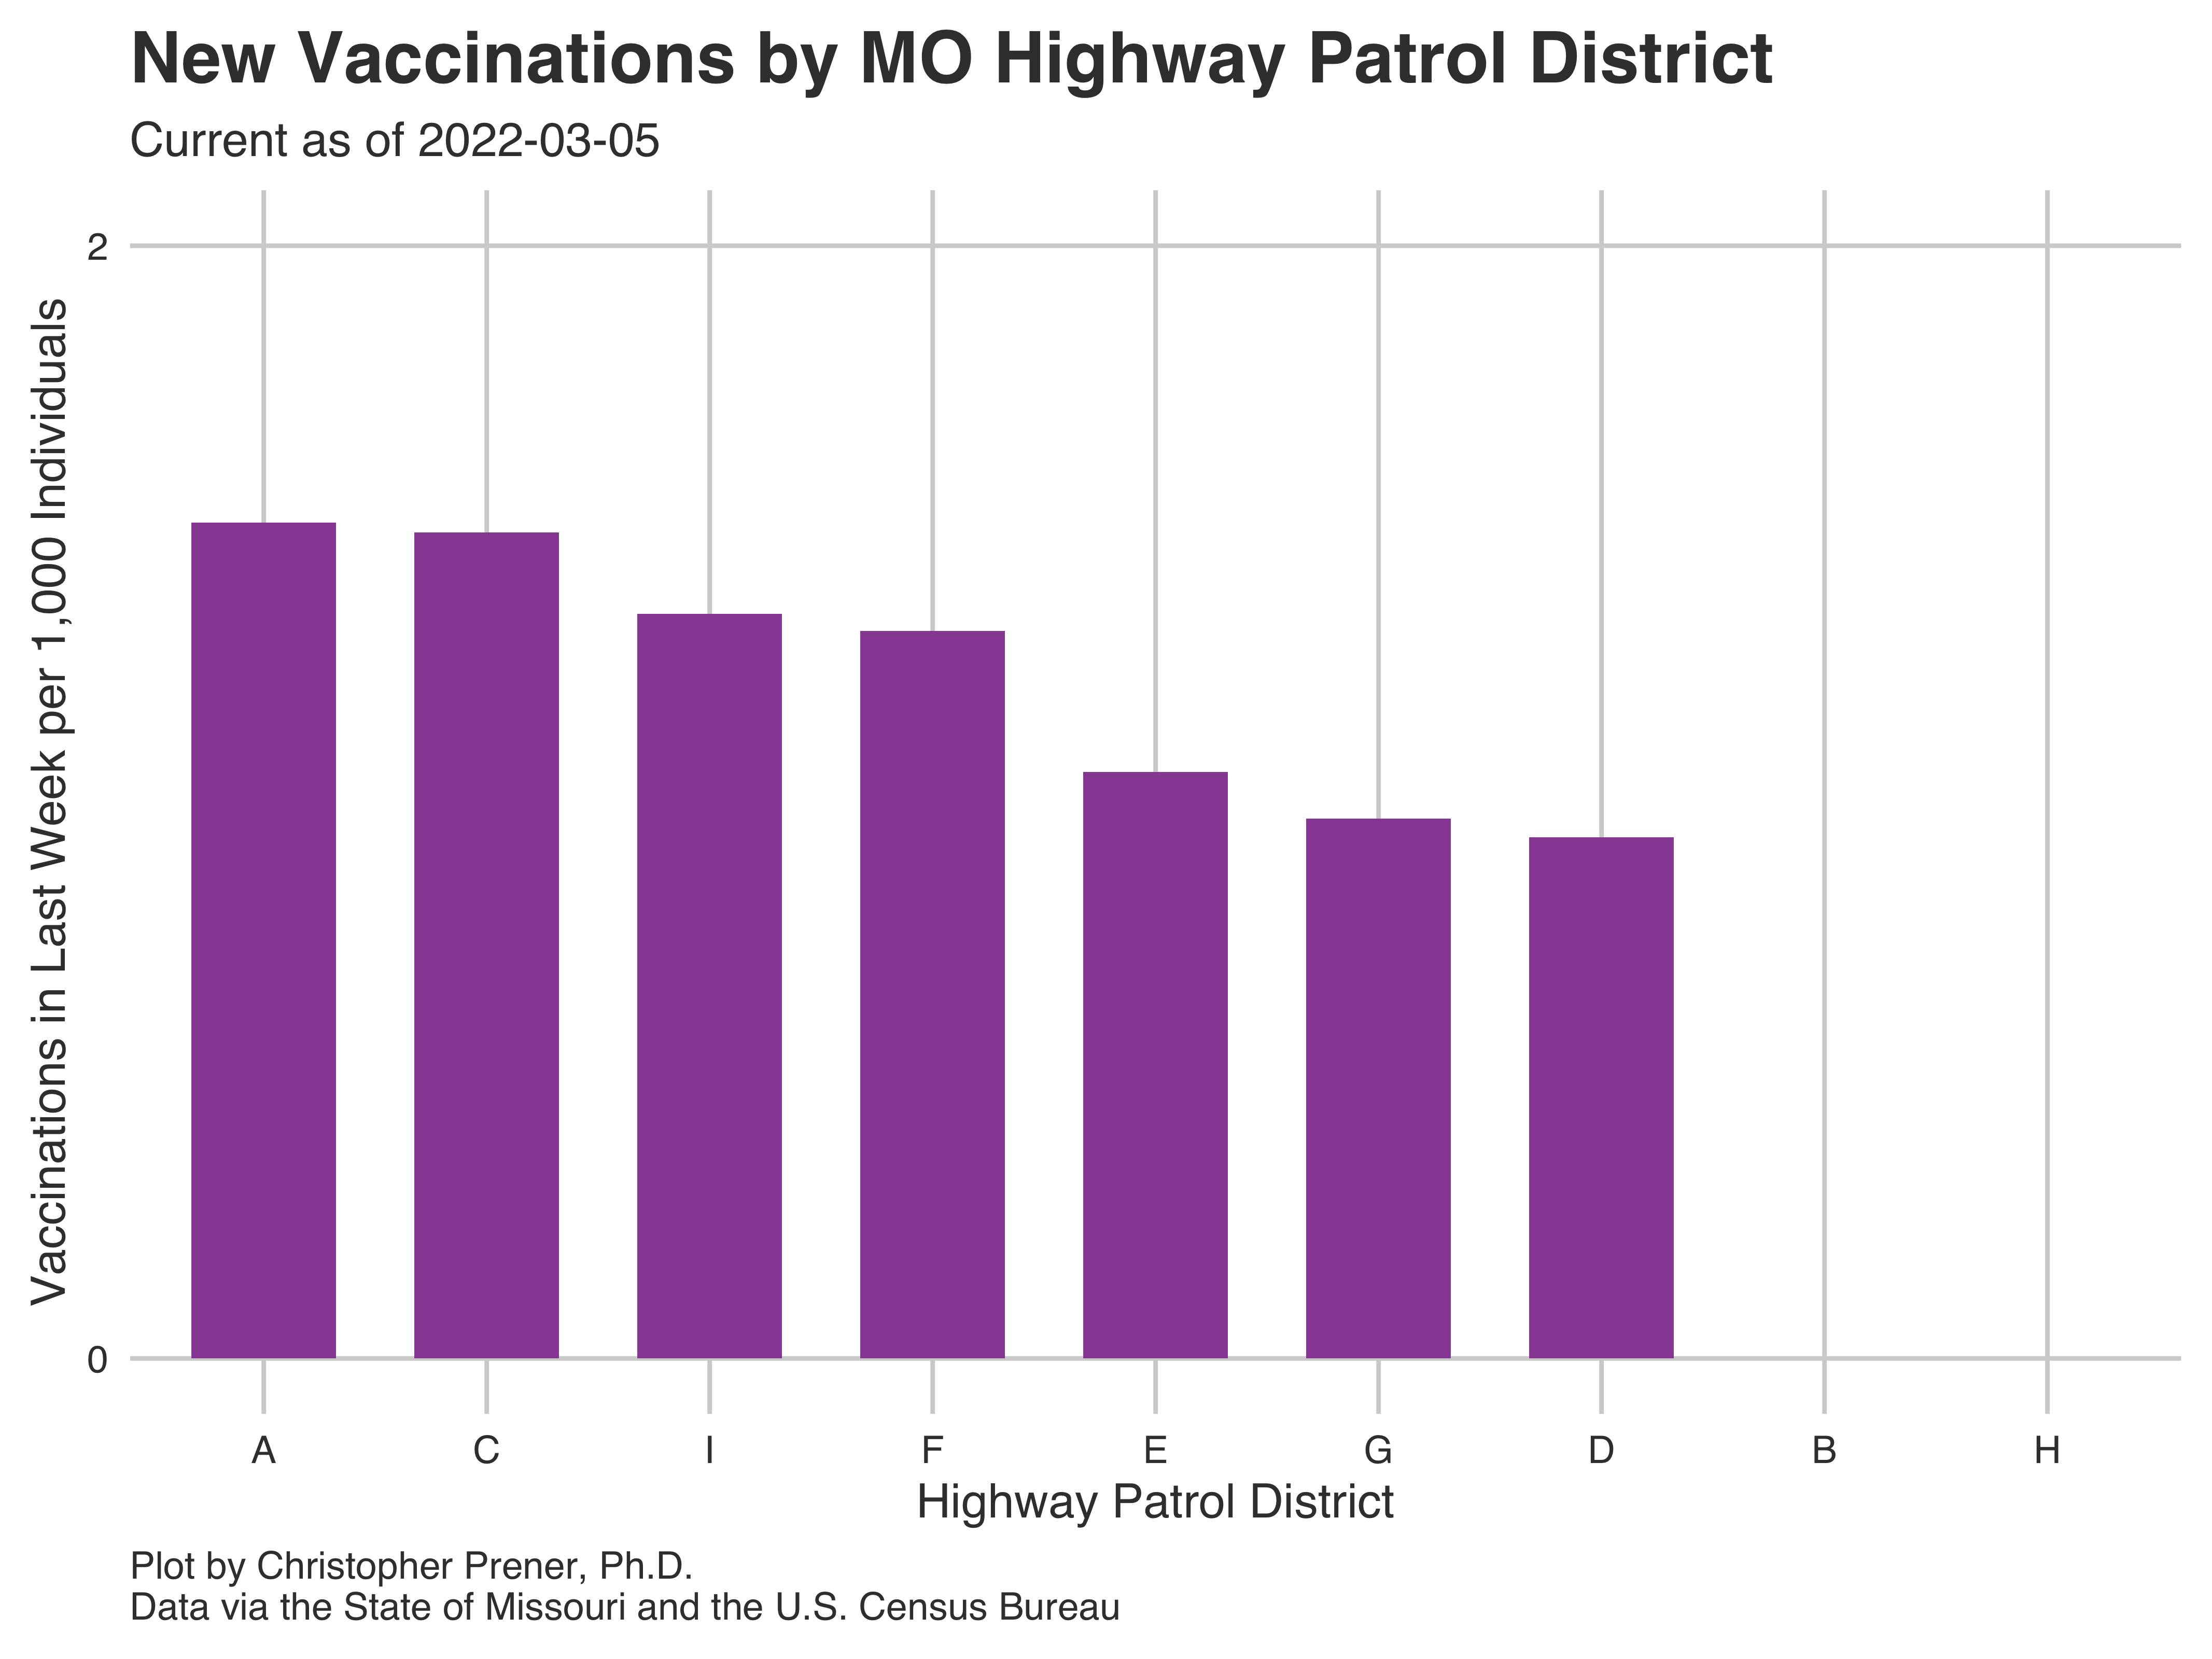 New Vaccinations by MO Highway Patrol District
Current as of 2022-03-05
Vaccinations in Last Week per 1,000 Individuals
2
0
A C I F E G D B H
Highway Patrol District
Plot by Christopher Prener, Ph.D.
Data via the State of Missouri and the U.S. Census Bureau